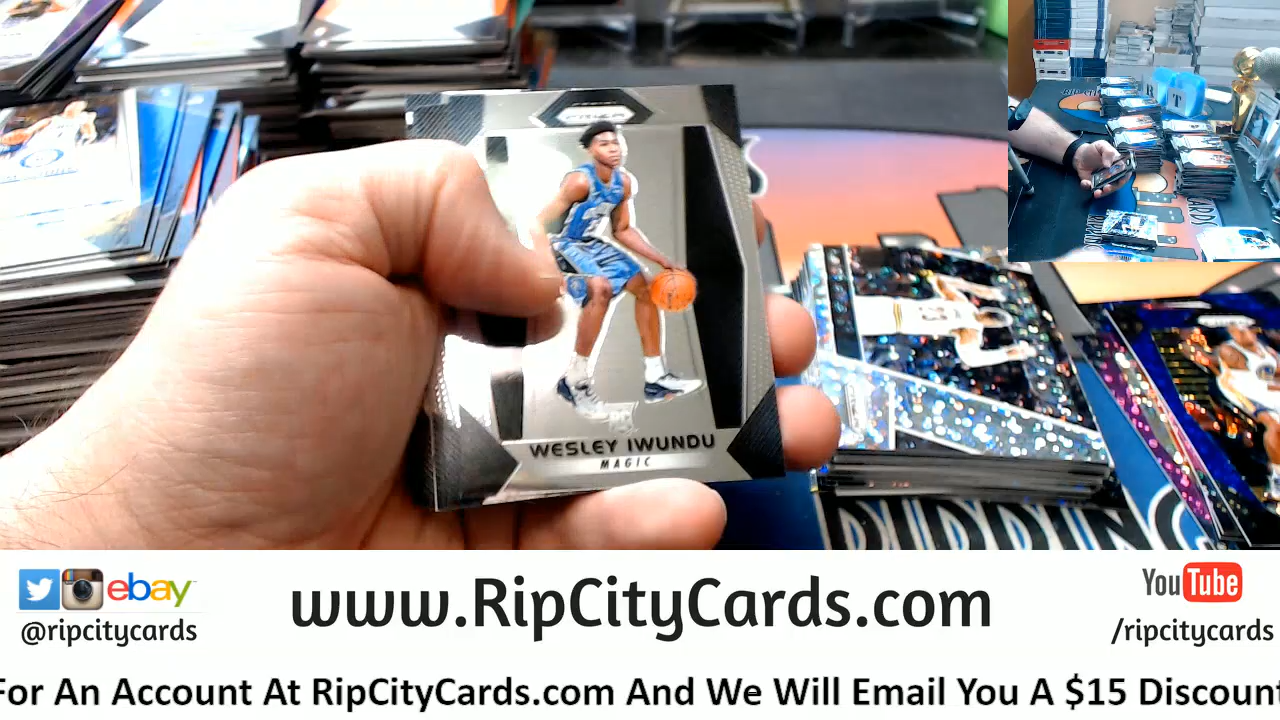 PRIZM
WESLEY IWUNDU
MAGIC
RC
ebay
@ripcitycards
www.RipCityCards.com
YouTube
/ripcitycards
For An Account At RipCityCards.com And We Will Email You A $15 Discount